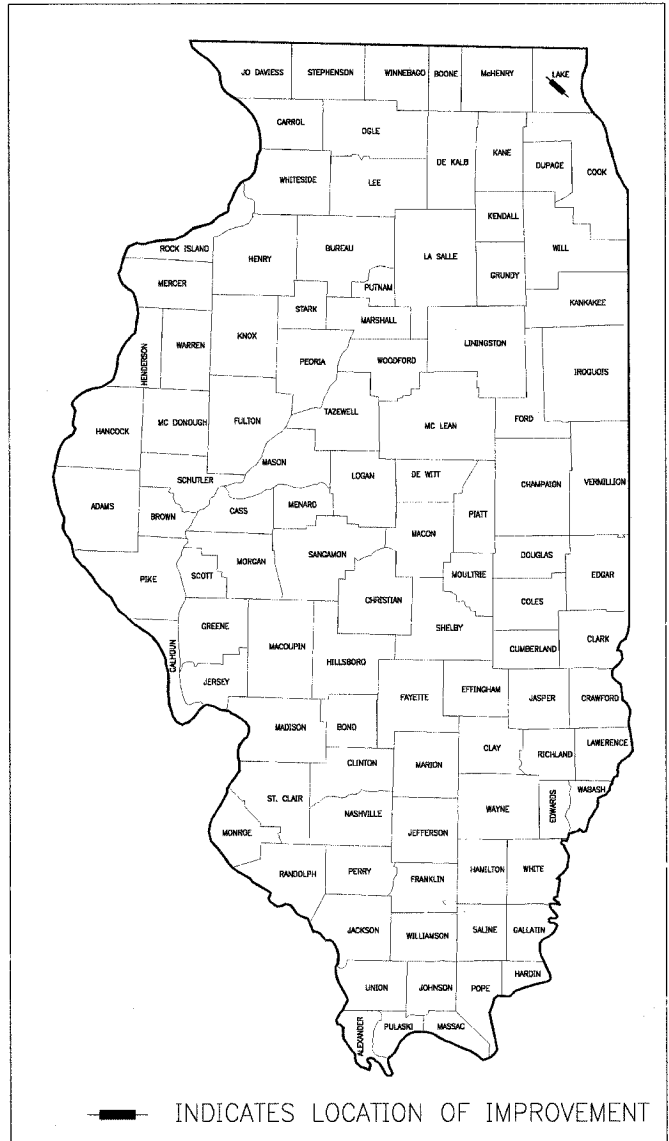 JO DAVIESS STEPHENSON WINNEBAGO BOONE McHENRY LAKE
CARROL OGLE DE KALB KANE DUPAGE COOK
WHITESIDE LEE
KENDALL
ROCK ISLAND HENRY BUREAU LA SALLE GRUNDY WILL
MERCER PUTNAM
STARK MARSHALL KANKAKEE
HENDERSON WARREN KNOX PEORIA WOODFORD LININGSTON IROQUOIS
HANCOCK MC DONOUGH FULTON TAZEWELL MC LEAN FORD
MASON
SCHUTLER LOGAN DE WITT CHAMPAIGN VERMILLION
ADAMS BROWN CASS MENARD PIATT
MACON
PIKE SCOTT MORGAN SANGAMON MOULTRIE DOUGLAS EDGAR
CHRISTIAN COLES
GREENE SHELBY
CALHOUN MACOUPIN HILLSBORO CUMBERLAND CLARK
JERSEY FAYETTE EFFINGHAM JASPER CRAWFORD
MADISON BOND
CLINTON MARION CLAY RICHLAND LAWERENCE
ST. CLAIR WABASH
NASHVILLE WAYNE EDWARDS
MONROE JEFFERSON
RANDOLPH PERRY FRANKLIN HAMILTON WHITE
JACKSON WILLIAMSON SALINE GALLATIN
HARDIN
UNION JOHNSON POPE
ALEXANDER PULASKI MASSAC
INDICATES LOCATION OF IMPROVEMENT